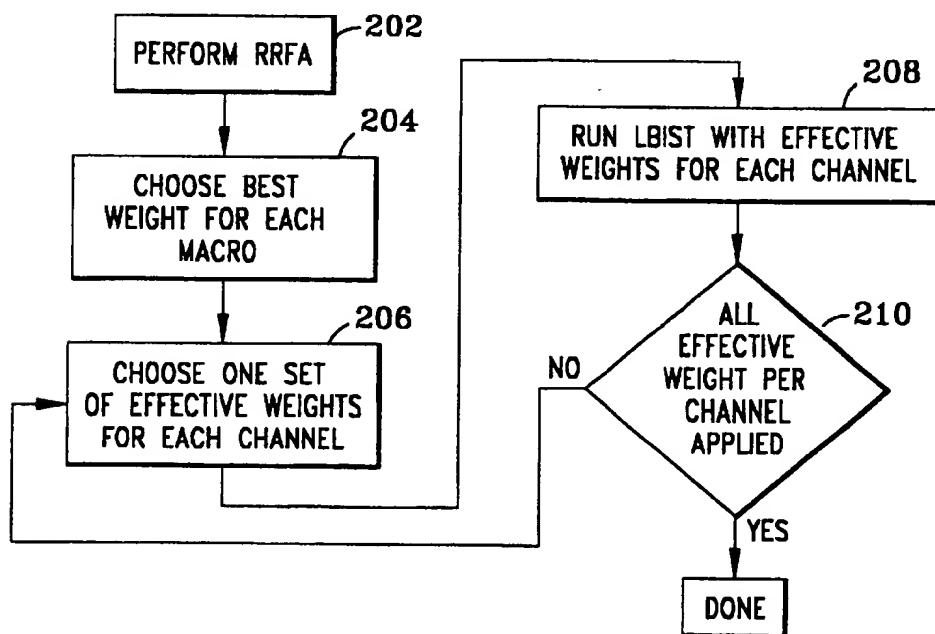 202
PERFORM RRFA
204
CHOOSE BEST
WEIGHT FOR EACH
MACRO
206
CHOOSE ONE SET
OF EFFECTIVE WEIGHTS
FOR EACH CHANNEL
208
RUN LBIST WITH EFFECTIVE
WEIGHTS FOR EACH CHANNEL
210
ALL
EFFECTIVE
WEIGHT PER
CHANNEL
APPLIED
NO
YES
DONE